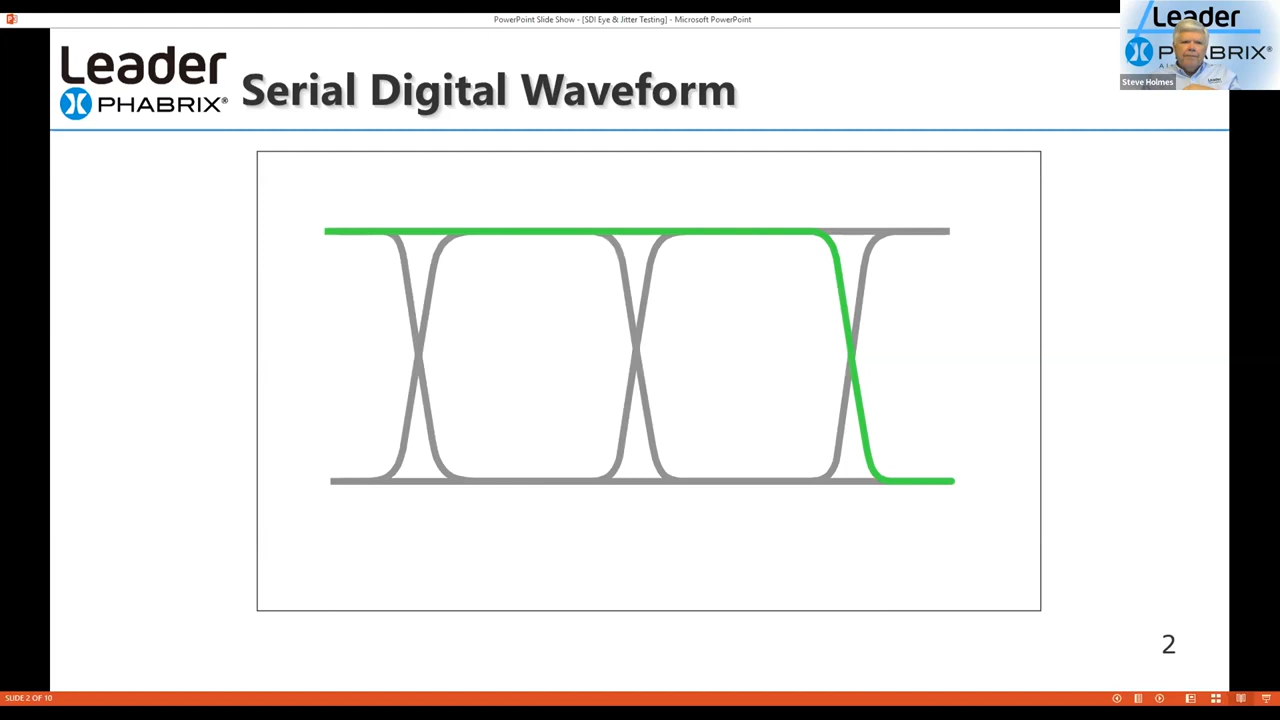 PowerPoint Slide Show - [SDI Eye & Jitter Testing] - Microsoft PowerPoint
Leader
PHABRIX®
Serial Digital Waveform
Leader
PHABRIX®
Steve Holmes
Leader
2
SLIDE 2 OF 10